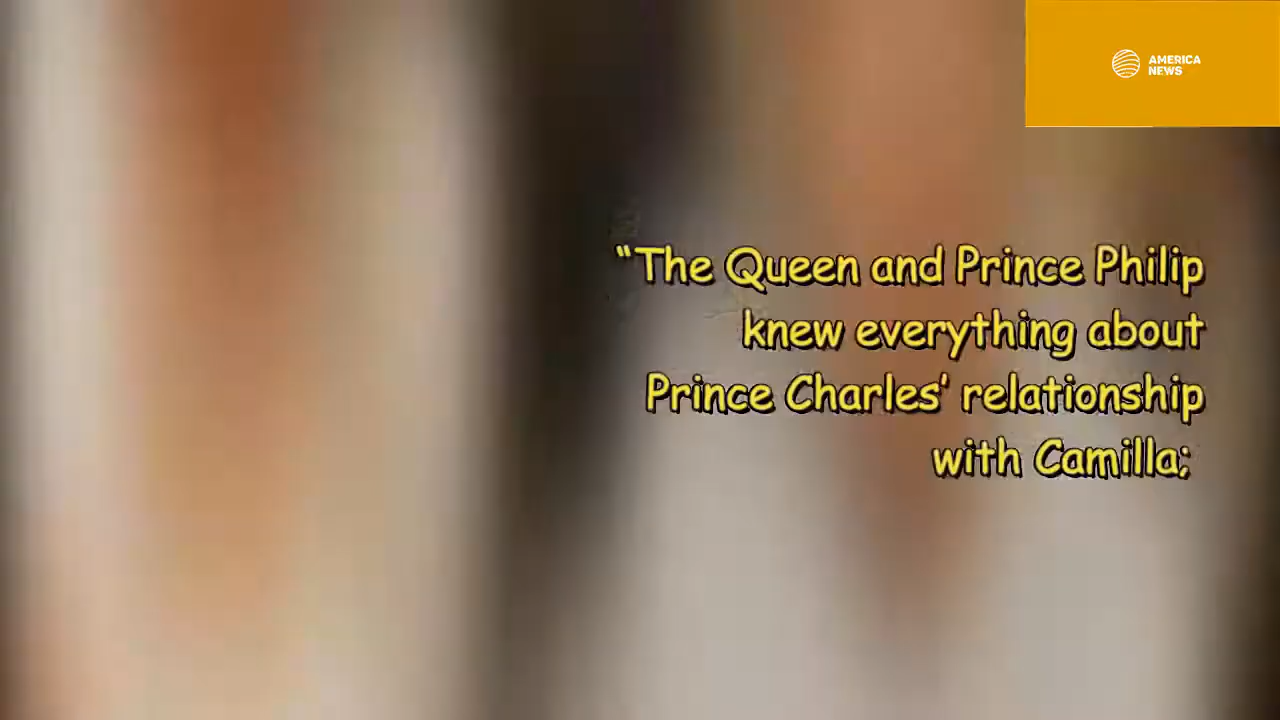 AMERICA
NEWS
“The Queen and Prince Philip
knew everything about
Prince Charles’ relationship
with Camilla;